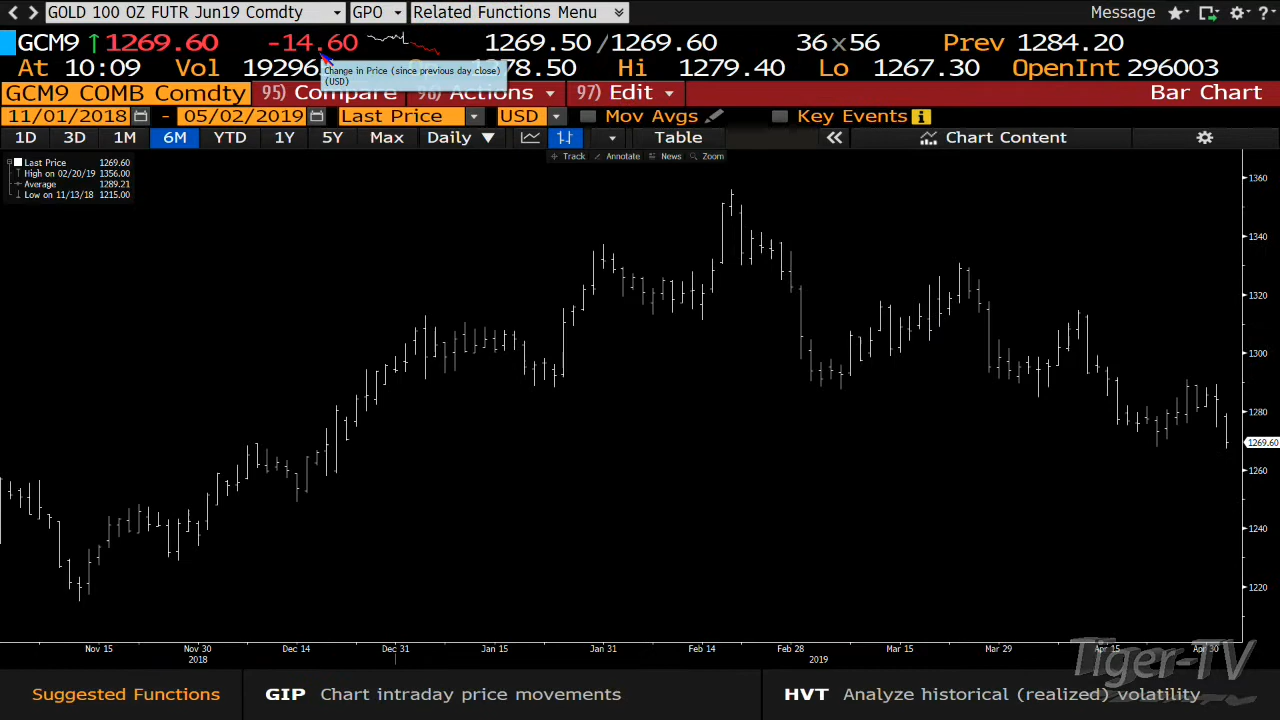 GOLD 100 OZ FUTR Jun19 Comdty GPO Related Functions Menu Message ?
GCM9 ↑1269.60 -14.60 1269.50/1269.60 36x56 Prev 1284.20
At 10:09 Vol 19296 78.50 Hi 1279.40 Lo 1267.30 OpenInt 296003
Change in Price (since previous day close)
(USD)
GCM9 COMB Comdty 95) Compare Actions 97) Edit Bar Chart
11/01/2018 - 05/02/2019 Last Price USD Mov Avgs Key Events
1D 3D 1M 6M YTD 1Y 5Y Max Daily ▼ Table « Chart Content
Track Annotate News Zoom
Last Price 1269.60
High on 02/20/19 1356.00
Average 1289.21
Low on 11/13/18 1215.00
1360
1340
1320
1300
1280
1269.60
1260
1240
1220
Nov 15 Nov 30 Dec 14 Dec 31 Jan 15 Jan 31 Feb 14 Feb 28 Mar 15 Mar 29 Apr 15 Apr 30
2018 2019
Tiger-TV
Suggested Functions GIP Chart intraday price movements HVT Analyze historical (realized) volatility